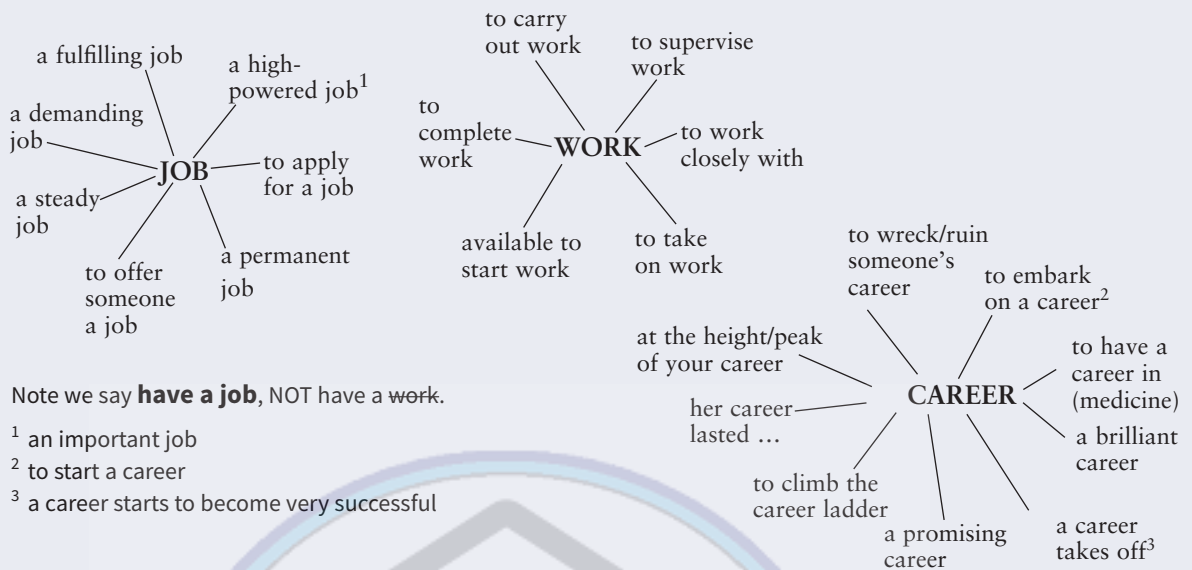 a fulfilling job
a high-
powered job¹
a demanding
job
JOB
to apply
for a job
a steady
job
a permanent
job
to offer
someone
a job
to carry
out work
to supervise
work
to
complete
work
WORK
to work
closely with
available to
start work
to take
on work
to wreck/ruin
someone's
career
to embark
on a career²
at the height/peak
of your career
to have a
career in
(medicine)
CAREER
her career
lasted ...
a brilliant
career
to climb the
career ladder
a promising
career
a career
takes off³
Note we say have a job, NOT have a work.
¹ an important job
² to start a career
³ a career starts to become very successful